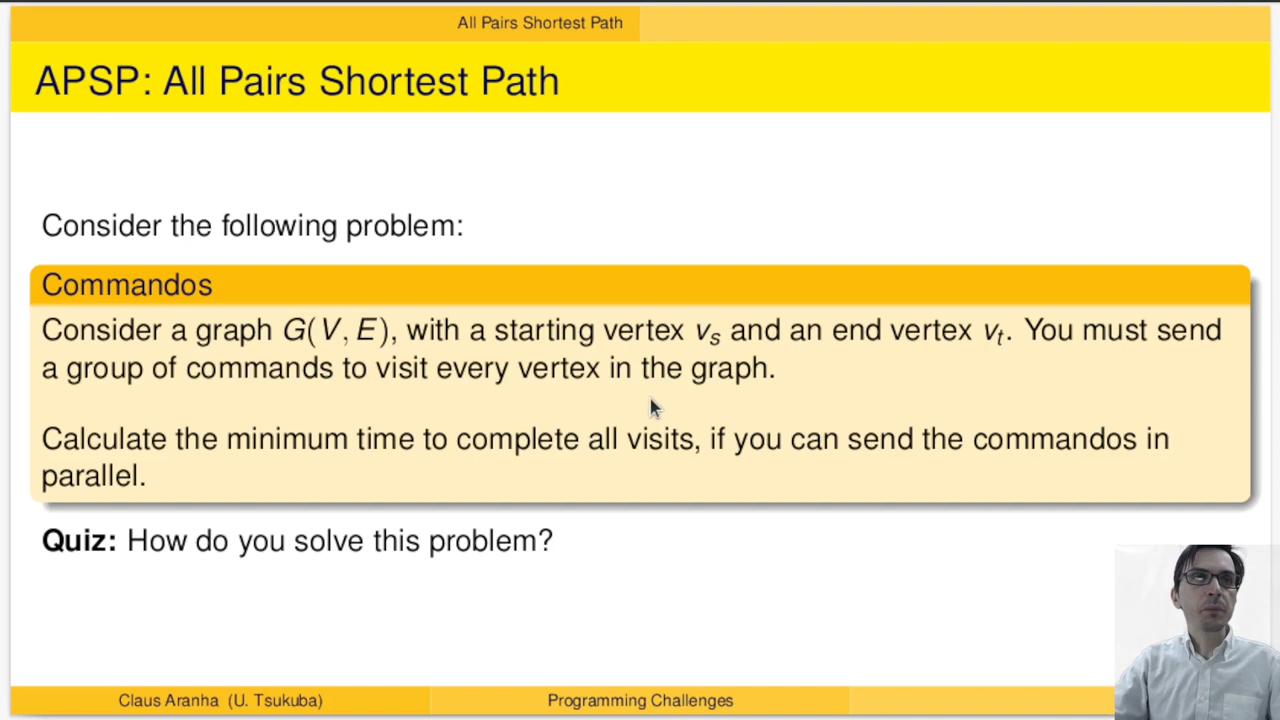 All Pairs Shortest Path
APSP: All Pairs Shortest Path
Consider the following problem:
Commandos
Consider a graph G(V, E), with a starting vertex vₛ and an end vertex vₜ. You must send
a group of commands to visit every vertex in the graph.
Calculate the minimum time to complete all visits, if you can send the commandos in
parallel.
Quiz: How do you solve this problem?
Claus Aranha (U. Tsukuba)
Programming Challenges